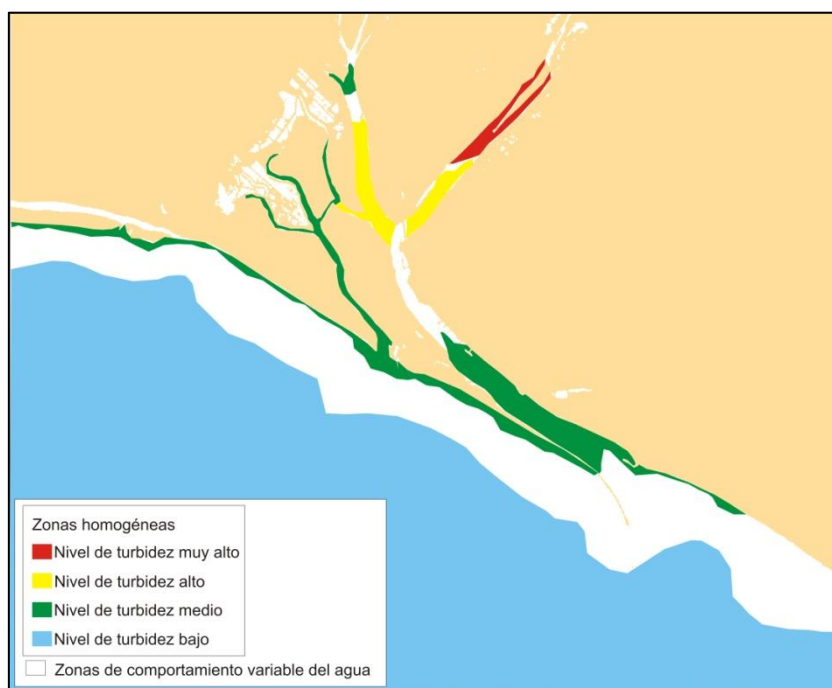 Zonas homogéneas
Nivel de turbidez muy alto
Nivel de turbidez alto
Nivel de turbidez medio
Nivel de turbidez bajo
Zonas de comportamiento variable del agua